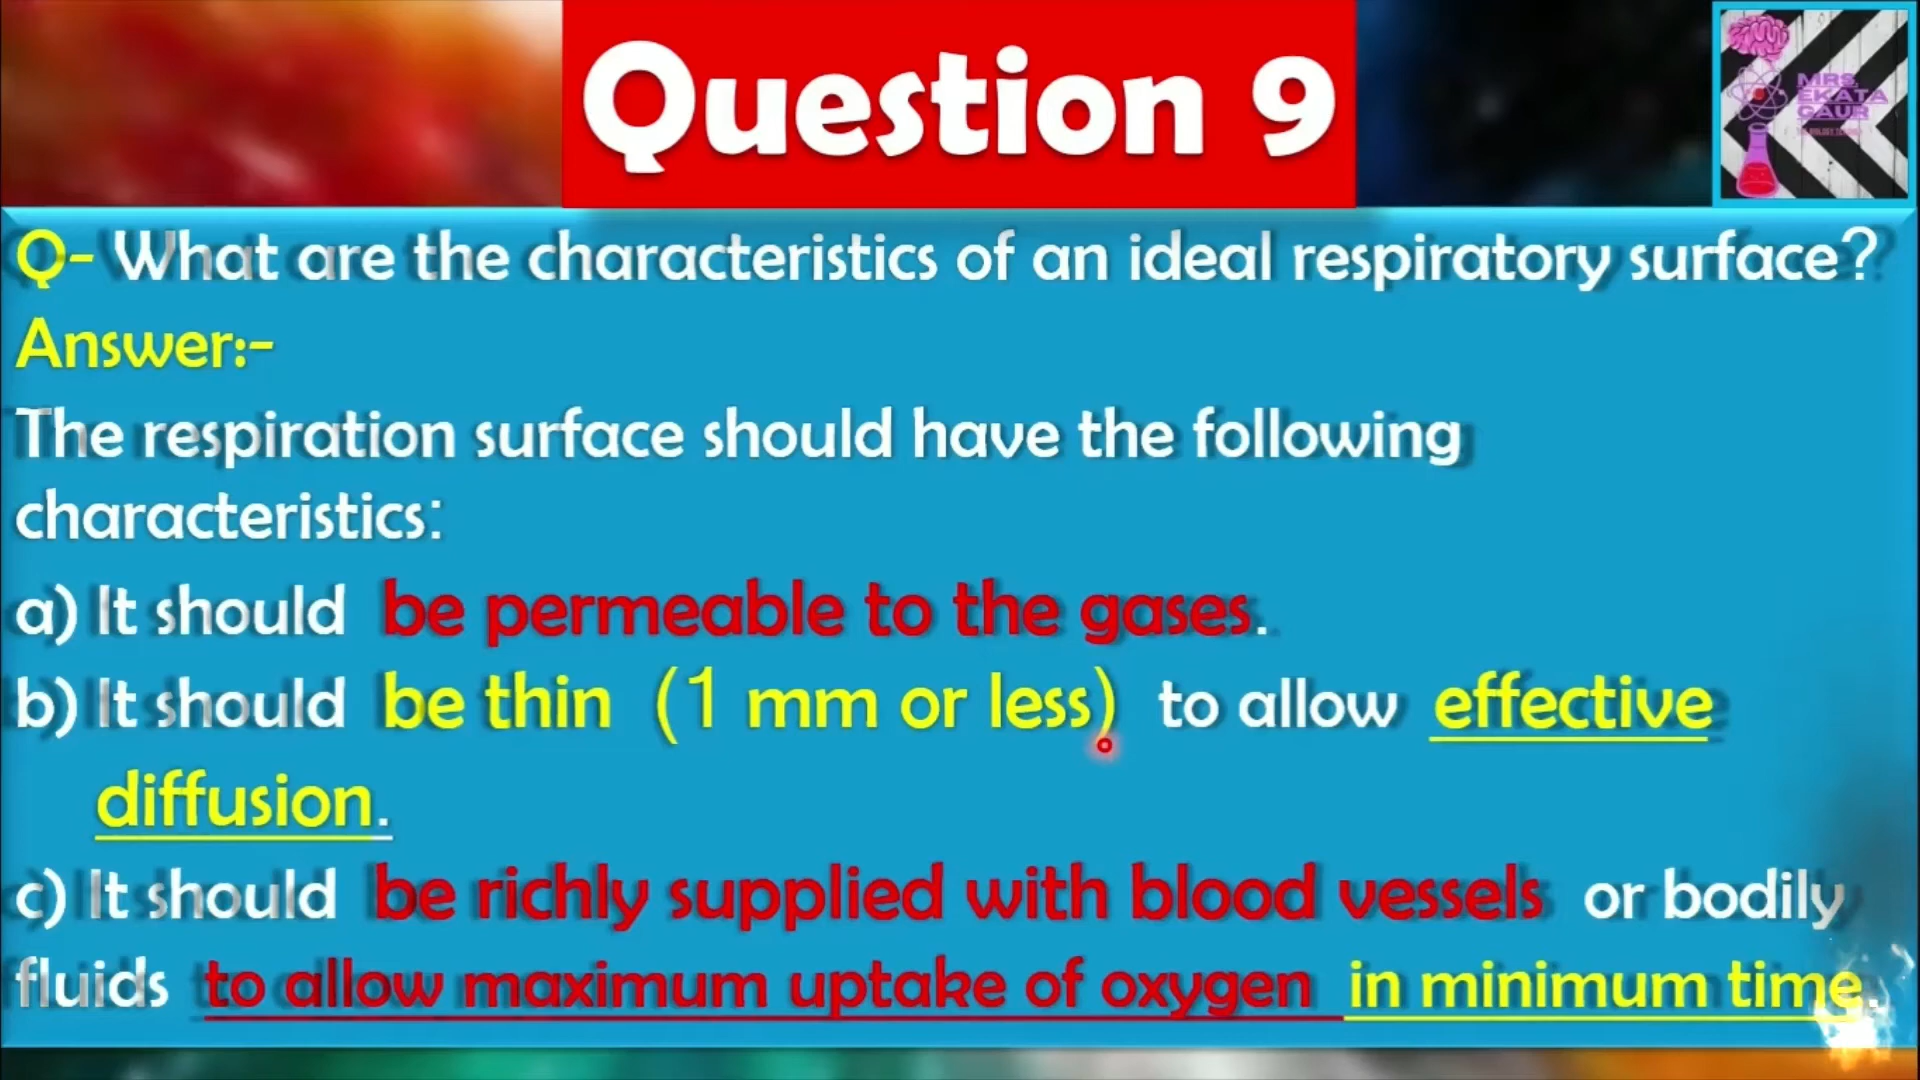 Question 9
MRS.
EKATA
GAUR
Q- What are the characteristics of an ideal respiratory surface?
Answer:-
The respiration surface should have the following
characteristics:
a) It should be permeable to the gases.
b) It should be thin (1 mm or less) to allow effective
diffusion.
c) It should be richly supplied with blood vessels or bodily
fluids to allow maximum uptake of oxygen in minimum time.